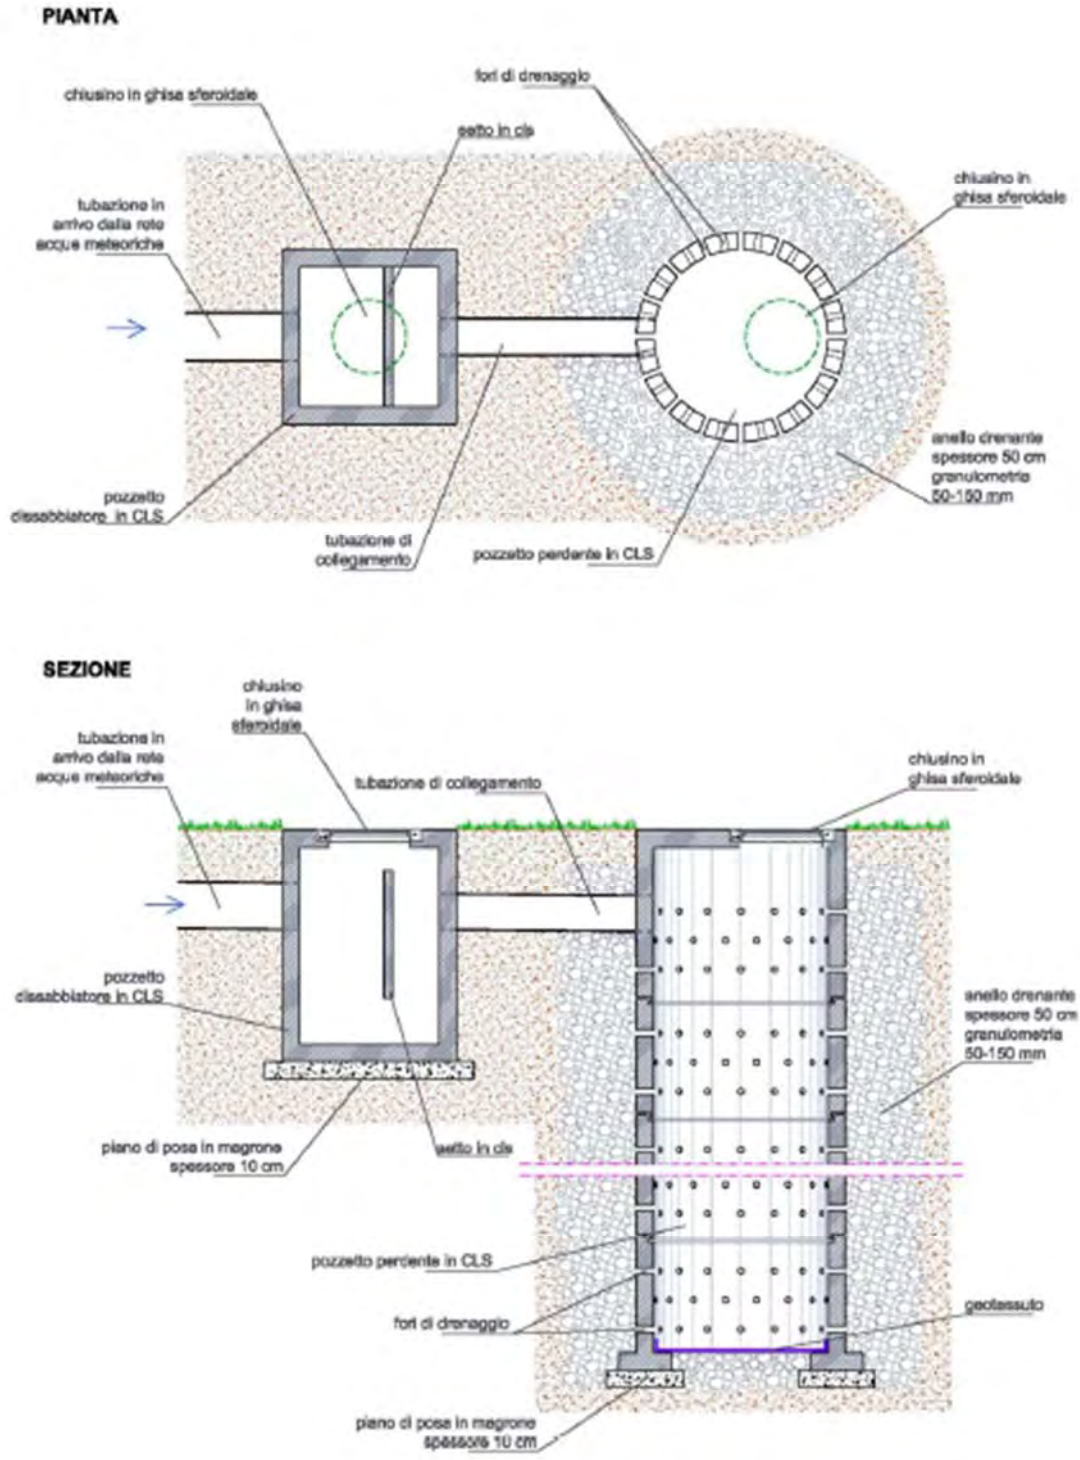 PIANTA
fori di drenaggio
chiusino in ghisa sferoidale
setto in cls
chiusino in
ghisa sferoidale
tubazione in
arrivo dalla rete
acque meteoriche
anello drenante
spessore 50 cm
granulometria
50-150 mm
pozzetto
dissabbiatore in CLS
tubazione di
collegamento
pozzetto perdente in CLS
SEZIONE
chiusino
in ghisa
sferoidale
tubazione in
arrivo dalla rete
acque meteoriche
tubazione di collegamento
chiusino in
ghisa sferoidale
pozzetto
dissabbiatore in CLS
anello drenante
spessore 50 cm
granulometria
50-150 mm
piano di posa in magrone
spessore 10 cm
setto in cls
pozzetto perdente in CLS
fori di drenaggio
geotessuto
piano di posa in magrone
spessore 10 cm